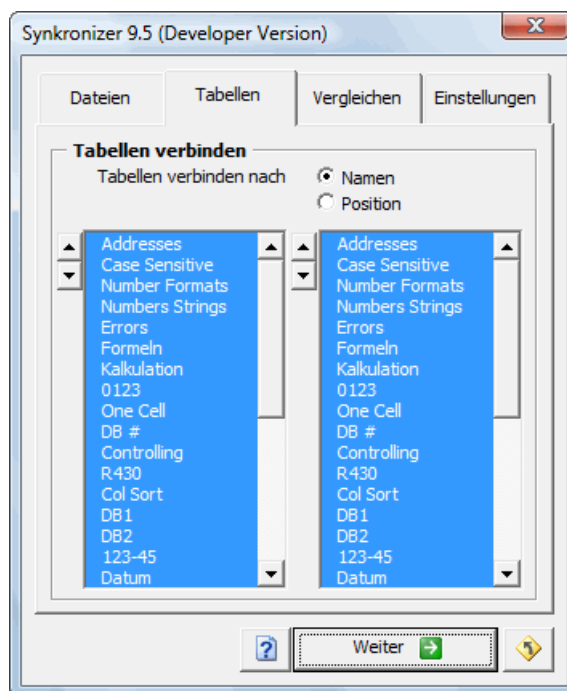 Synkronizer 9.5 (Developer Version)
Dateien
Tabellen
Vergleichen
Einstellungen
Tabellen verbinden
Tabellen verbinden nach
Namen
Position
Addresses
Case Sensitive
Number Formats
Numbers Strings
Errors
Formeln
Kalkulation
0123
One Cell
DB #
Controlling
R430
Col Sort
DB1
DB2
123-45
Datum
Addresses
Case Sensitive
Number Formats
Numbers Strings
Errors
Formeln
Kalkulation
0123
One Cell
DB #
Controlling
R430
Col Sort
DB1
DB2
123-45
Datum
Weiter